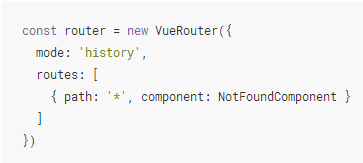 const router = new VueRouter({
  mode: 'history',
  routes: [
    { path: '*', component: NotFoundComponent }
  ]
})